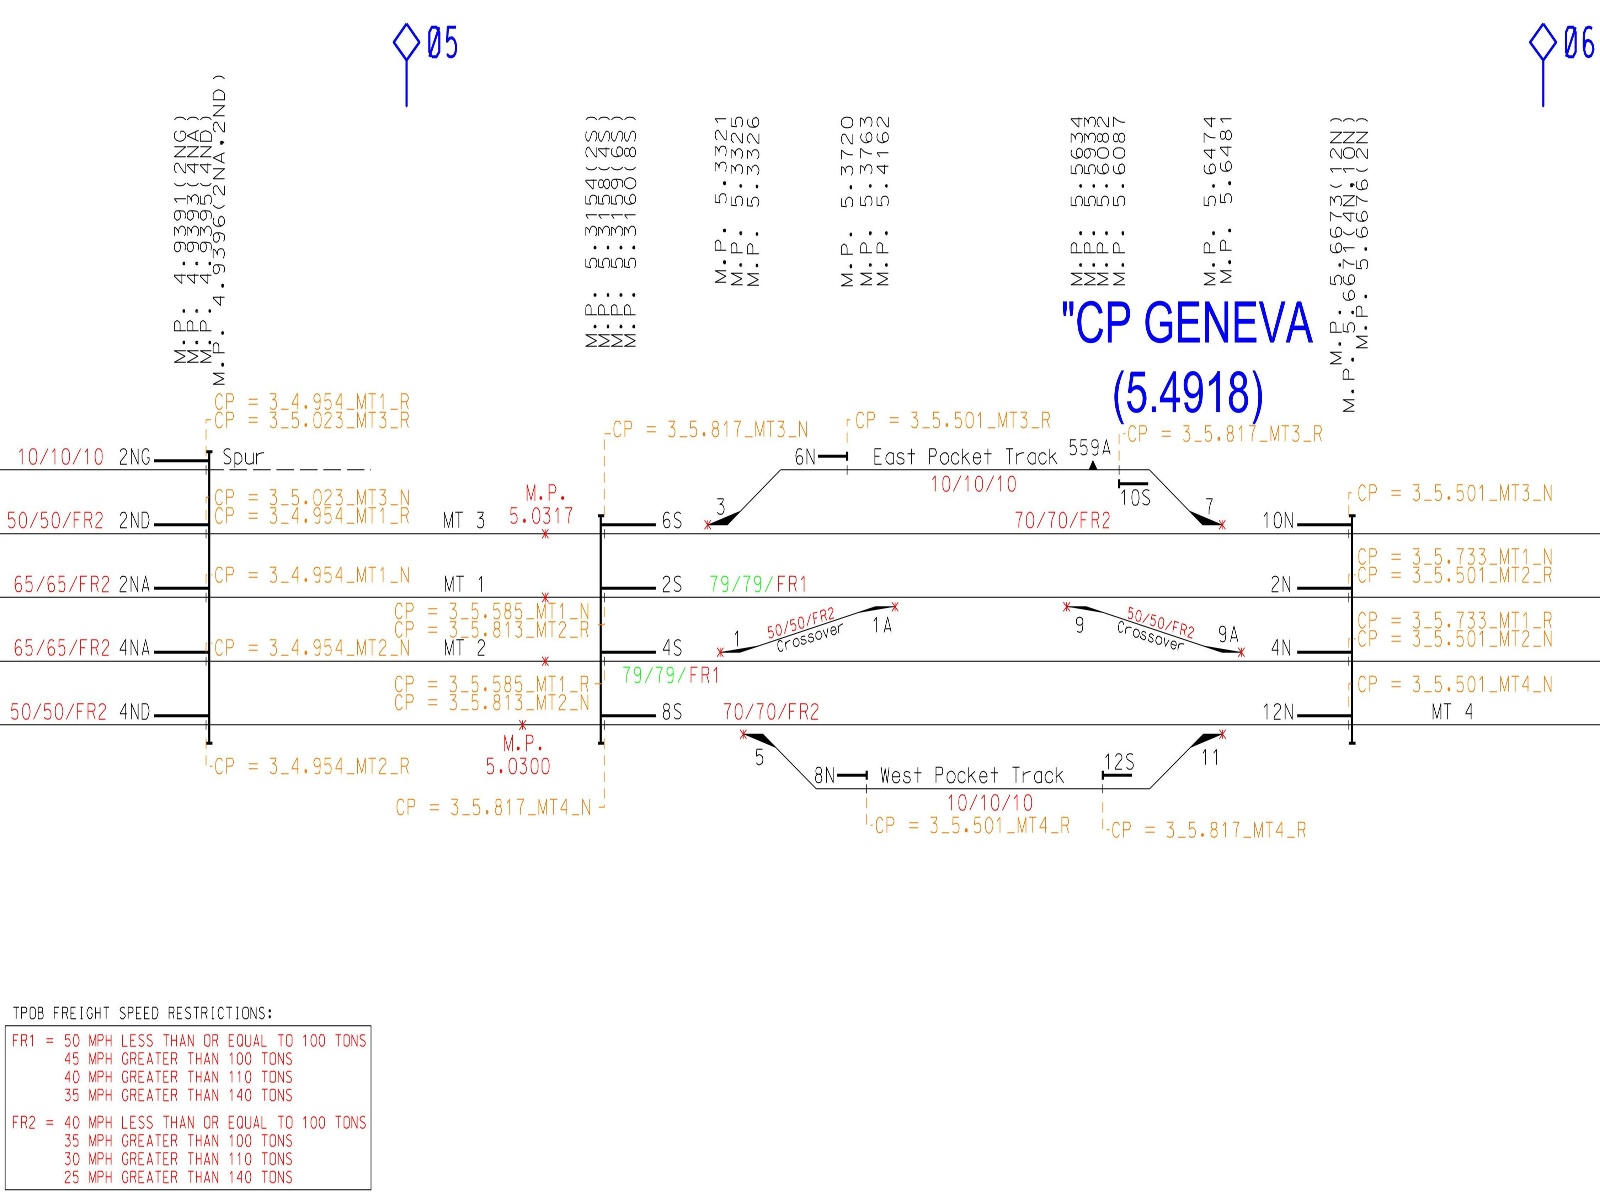 05
06
M.P. 4.9391(2NG)
M.P. 4.9393(4NA)
M.P. 4.9395(4ND)
M.P. 4.9396(2NA,2ND)
M.P. 5.3154(2S)
M.P. 5.3158(4S)
M.P. 5.3159(6S)
M.P. 5.3160(8S)
M.P. 5.3321
M.P. 5.3325
M.P. 5.3326
M.P. 5.3720
M.P. 5.3763
M.P. 5.4162
M.P. 5.5634
M.P. 5.5933
M.P. 5.6082
M.P. 5.6087
M.P. 5.6474
M.P. 5.6481
M.P. 5.6673(12N)
M.P. 5.6671(4N,10N)
M.P. 5.6676(2N)
"CP GENEVA
(5.4918)
CP = 3_4.954_MT1_R
CP = 3_5.023_MT3_R
CP = 3_5.817_MT3_N
CP = 3_5.501_MT3_R
CP = 3_5.817_MT3_R
10/10/10 2NG
Spur
6N
East Pocket Track
559A
10/10/10
10S
CP = 3_5.023_MT3_N
CP = 3_4.954_MT1_R
M.P.
5.0317
CP = 3_5.501_MT3_N
50/50/FR2 2ND
MT 3
6S
3
70/70/FR2
7
10N
CP = 3_4.954_MT1_N
CP = 3_5.733_MT1_N
CP = 3_5.501_MT2_R
65/65/FR2 2NA
MT 1
2S
79/79/FR1
2N
CP = 3_5.585_MT1_N
CP = 3_5.813_MT2_R
50/50/FR2
Crossover
1
1A
50/50/FR2
Crossover
9
9A
CP = 3_5.733_MT1_R
CP = 3_5.501_MT2_N
65/65/FR2 4NA
CP = 3_4.954_MT2_N
MT 2
4S
4N
79/79/FR1
CP = 3_5.585_MT1_R
CP = 3_5.813_MT2_N
CP = 3_5.501_MT4_N
50/50/FR2 4ND
8S
70/70/FR2
12N
MT 4
M.P.
5.0300
5
11
CP = 3_4.954_MT2_R
8N
West Pocket Track
12S
10/10/10
CP = 3_5.817_MT4_N
CP = 3_5.501_MT4_R
CP = 3_5.817_MT4_R
TPOB FREIGHT SPEED RESTRICTIONS:
FR1 = 50 MPH LESS THAN OR EQUAL TO 100 TONS
45 MPH GREATER THAN 100 TONS
40 MPH GREATER THAN 110 TONS
35 MPH GREATER THAN 140 TONS
FR2 = 40 MPH LESS THAN OR EQUAL TO 100 TONS
35 MPH GREATER THAN 100 TONS
30 MPH GREATER THAN 110 TONS
25 MPH GREATER THAN 140 TONS